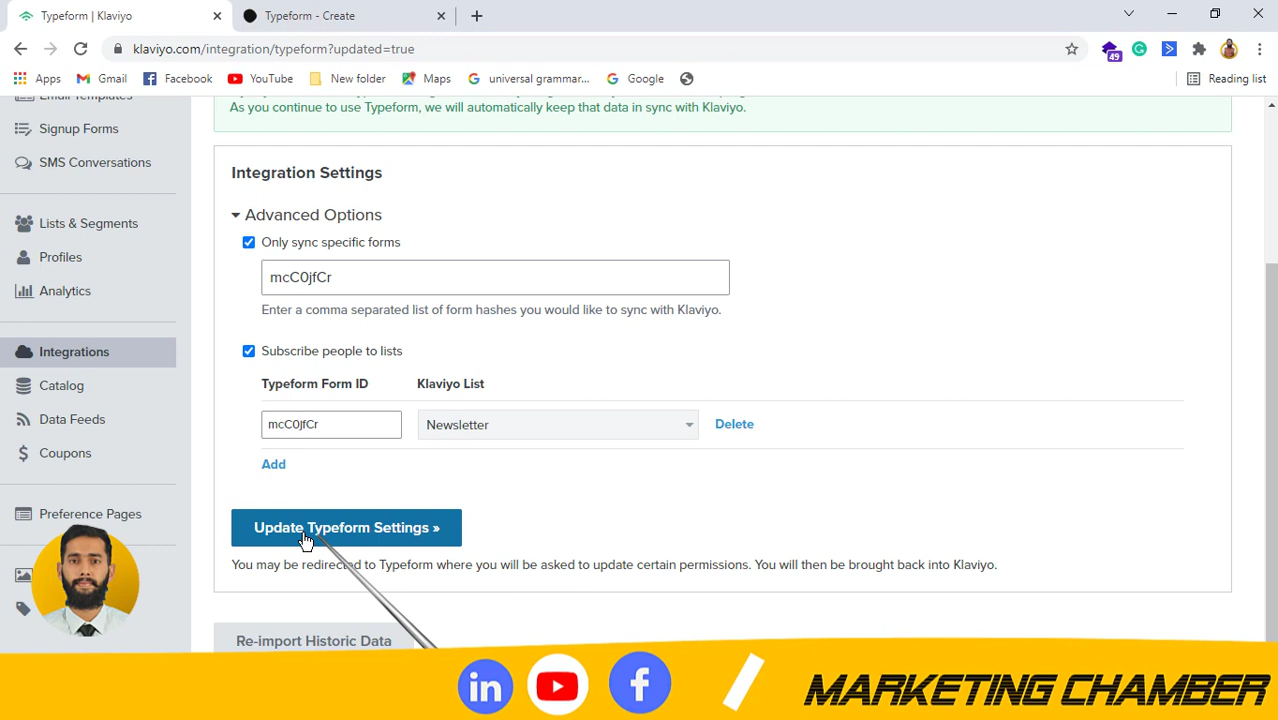 Typeform | Klaviyo
Typeform - Create
klaviyo.com/integration/typeform?updated=true
Apps
Gmail
Facebook
YouTube
New folder
Maps
universal grammar...
Google
49
Reading list
Email Templates
Signup Forms
SMS Conversations
Lists & Segments
Profiles
Analytics
Integrations
Catalog
Data Feeds
Coupons
Preference Pages
As you continue to use Typeform, we will automatically keep that data in sync with Klaviyo.
Integration Settings
Advanced Options
Only sync specific forms
mcC0jfCr
Enter a comma separated list of form hashes you would like to sync with Klaviyo.
Subscribe people to lists
Typeform Form ID
Klaviyo List
mcC0jfCr
Newsletter
Delete
Add
Update Typeform Settings »
You may be redirected to Typeform where you will be asked to update certain permissions. You will then be brought back into Klaviyo.
Re-import Historic Data
in
f
MARKETING CHAMBER